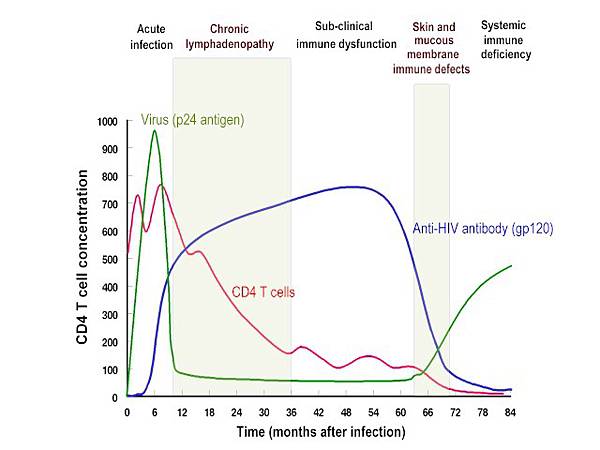 Acute
infection
Chronic
lymphadenopathy
Sub-clinical
immune dysfunction
Skin and
mucous
membrane
immune defects
Systemic
immune
deficiency
Virus (p24 antigen)
Anti-HIV antibody (gp120)
CD4 T cells
CD4 T cell concentration
1000
900
800
700
600
500
400
300
200
100
0
0 6 12 18 24 30 36 42 48 54 60 66 72 78 84
Time (months after infection)